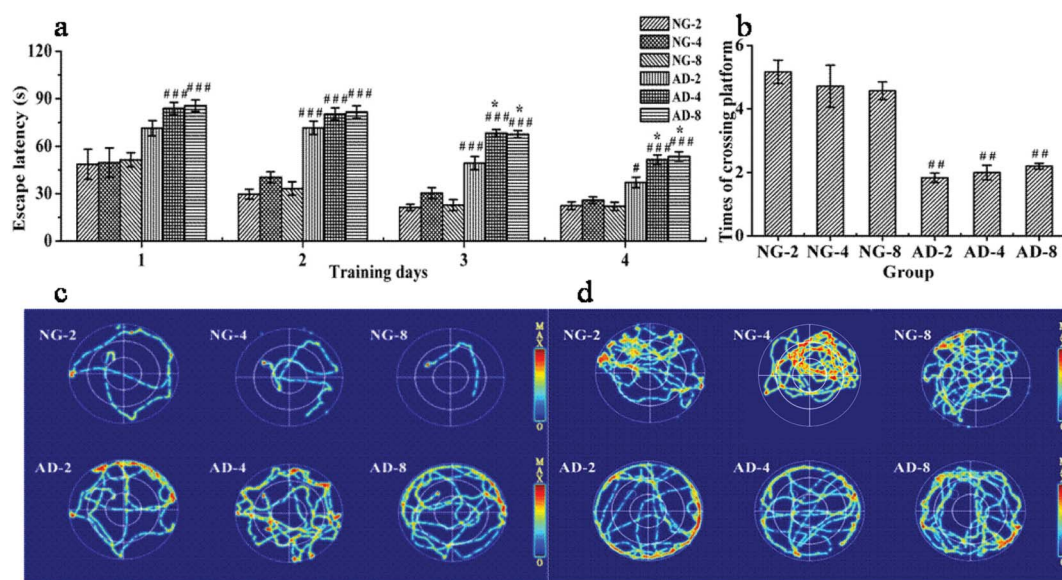 a
Escape latency (s)
120
90
60
30
0
### ###
### ### ###
* *
### ### ###
* *
# ### ###
1 2 3 4
Training days
NG-2
NG-4
NG-8
AD-2
AD-4
AD-8
b
Times of crossing platform
6
4
2
0
## ## ##
NG-2 NG-4 NG-8 AD-2 AD-4 AD-8
Group
c
NG-2 NG-4 NG-8
MAX
0
AD-2 AD-4 AD-8
MAX
0
d
NG-2 NG-4 NG-8
0
AD-2 AD-4 AD-8
0